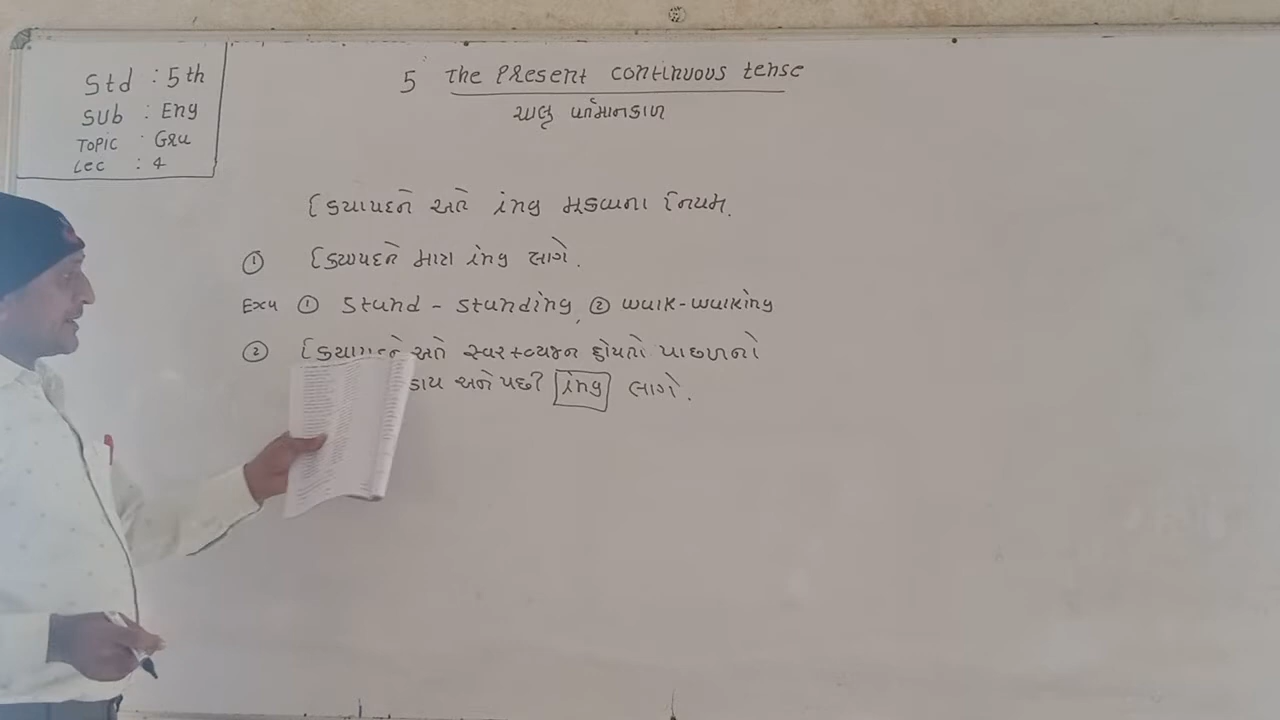 Std : 5th
Sub : Eng
Topic : Gra
Lec : 4
5 The Present continuous tense
ચાલુ વર્તમાનકાળ
ક્રિયાપદને અંતે ing મૂકવાના નિયમ.
① ક્રિયાપદને મારા ing લાગે.
Exa ① Stand - Standing, ② walk - walking
② ક્રિયાપદને અંતે સ્વર + વ્યંજન હોયતો પાછળનો
અને પછી ing લાગે.